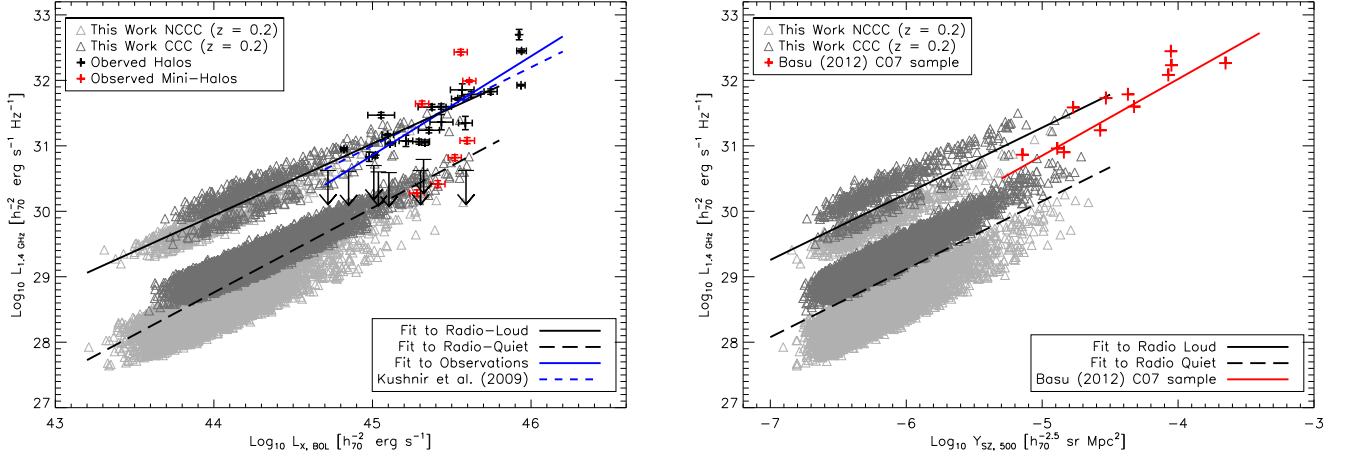 This Work NCCC (z = 0.2)
This Work CCC (z = 0.2)
Oberved Halos
Observed Mini-Halos
33
32
31
30
29
28
27
Log10 L1.4 GHz [h70^-2 erg s^-1 Hz^-1]
Fit to Radio-Loud
Fit to Radio-Quiet
Fit to Observations
Kushnir et al. (2009)
43
44
45
46
Log10 LX, BOL [h70^-2 erg s^-1]
This Work NCCC (z = 0.2)
This Work CCC (z = 0.2)
Basu (2012) C07 sample
33
32
31
30
29
28
27
Log10 L1.4 GHz [h70^-2 erg s^-1 Hz^-1]
Fit to Radio Loud
Fit to Radio Quiet
Basu (2012) C07 sample
-7
-6
-5
-4
-3
Log10 YSZ, 500 [h70^-2.5 sr Mpc^2]